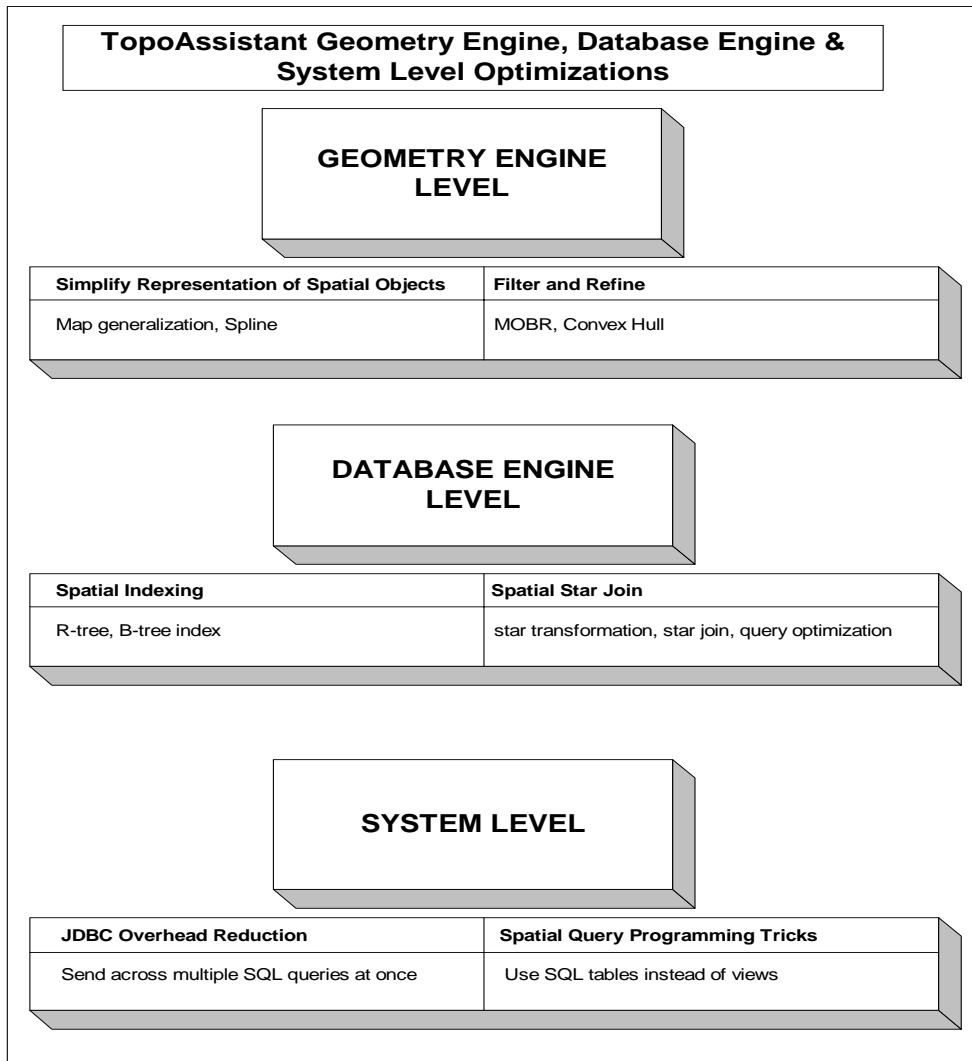 TopoAssistant Geometry Engine, Database Engine &
System Level Optimizations
GEOMETRY ENGINE
LEVEL
Simplify Representation of Spatial Objects
Filter and Refine
Map generalization, Spline
MOBR, Convex Hull
DATABASE ENGINE
LEVEL
Spatial Indexing
Spatial Star Join
R-tree, B-tree index
star transformation, star join, query optimization
SYSTEM LEVEL
JDBC Overhead Reduction
Spatial Query Programming Tricks
Send across multiple SQL queries at once
Use SQL tables instead of views